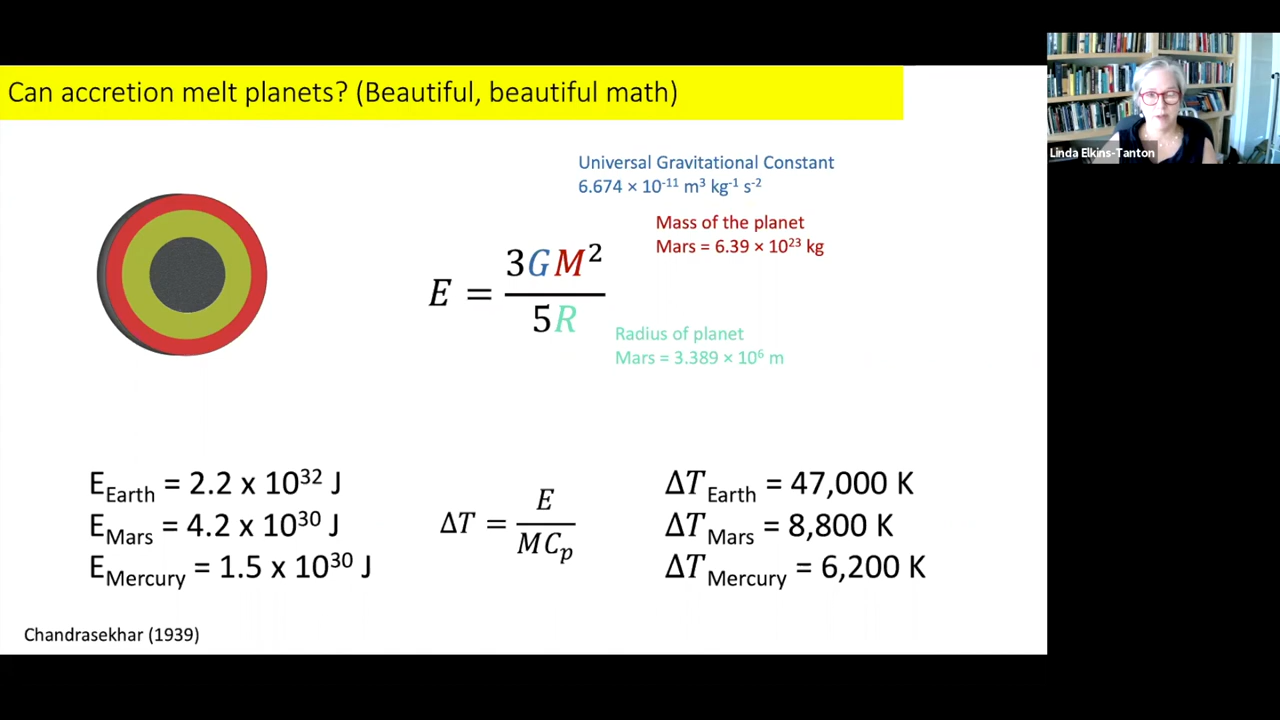 Can accretion melt planets? (Beautiful, beautiful math)
Linda Elkins-Tanton
Universal Gravitational Constant
6.674 × 10⁻¹¹ m³ kg⁻¹ s⁻²
Mass of the planet
Mars = 6.39 × 10²³ kg
E = 3GM² / 5R
Radius of planet
Mars = 3.389 × 10⁶ m
E_Earth = 2.2 x 10³² J
E_Mars = 4.2 x 10³⁰ J
E_Mercury = 1.5 x 10³⁰ J
ΔT = E / MC_p
ΔT_Earth = 47,000 K
ΔT_Mars = 8,800 K
ΔT_Mercury = 6,200 K
Chandrasekhar (1939)